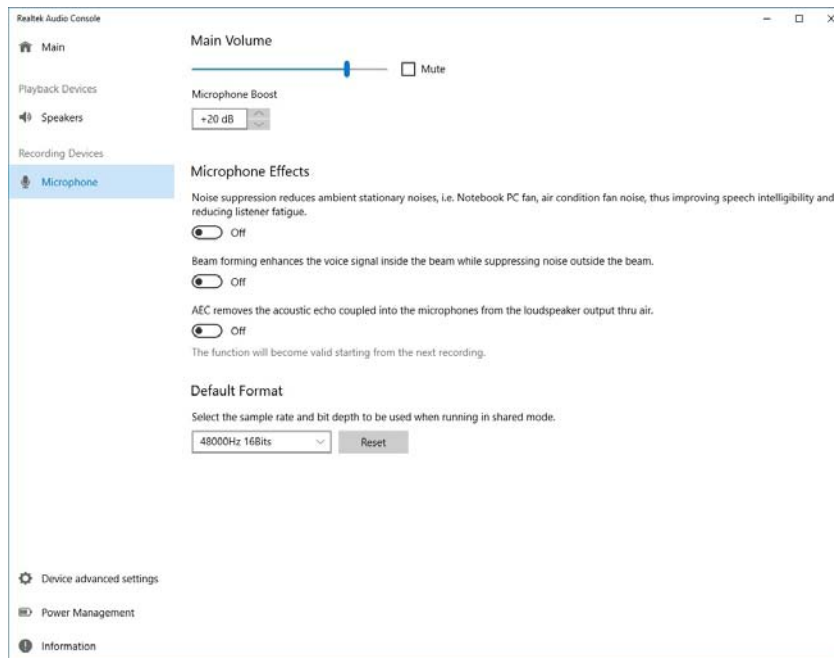 Realtek Audio Console
Main
Playback Devices
Speakers
Recording Devices
Microphone
Device advanced settings
Power Management
Information
Main Volume
Mute
Microphone Boost
+20 dB
Microphone Effects
Noise suppression reduces ambient stationary noises, i.e. Notebook PC fan, air condition fan noise, thus improving speech intelligibility and
reducing listener fatigue.
Off
Beam forming enhances the voice signal inside the beam while suppressing noise outside the beam.
Off
AEC removes the acoustic echo coupled into the microphones from the loudspeaker output thru air.
Off
The function will become valid starting from the next recording.
Default Format
Select the sample rate and bit depth to be used when running in shared mode.
48000Hz 16Bits
Reset